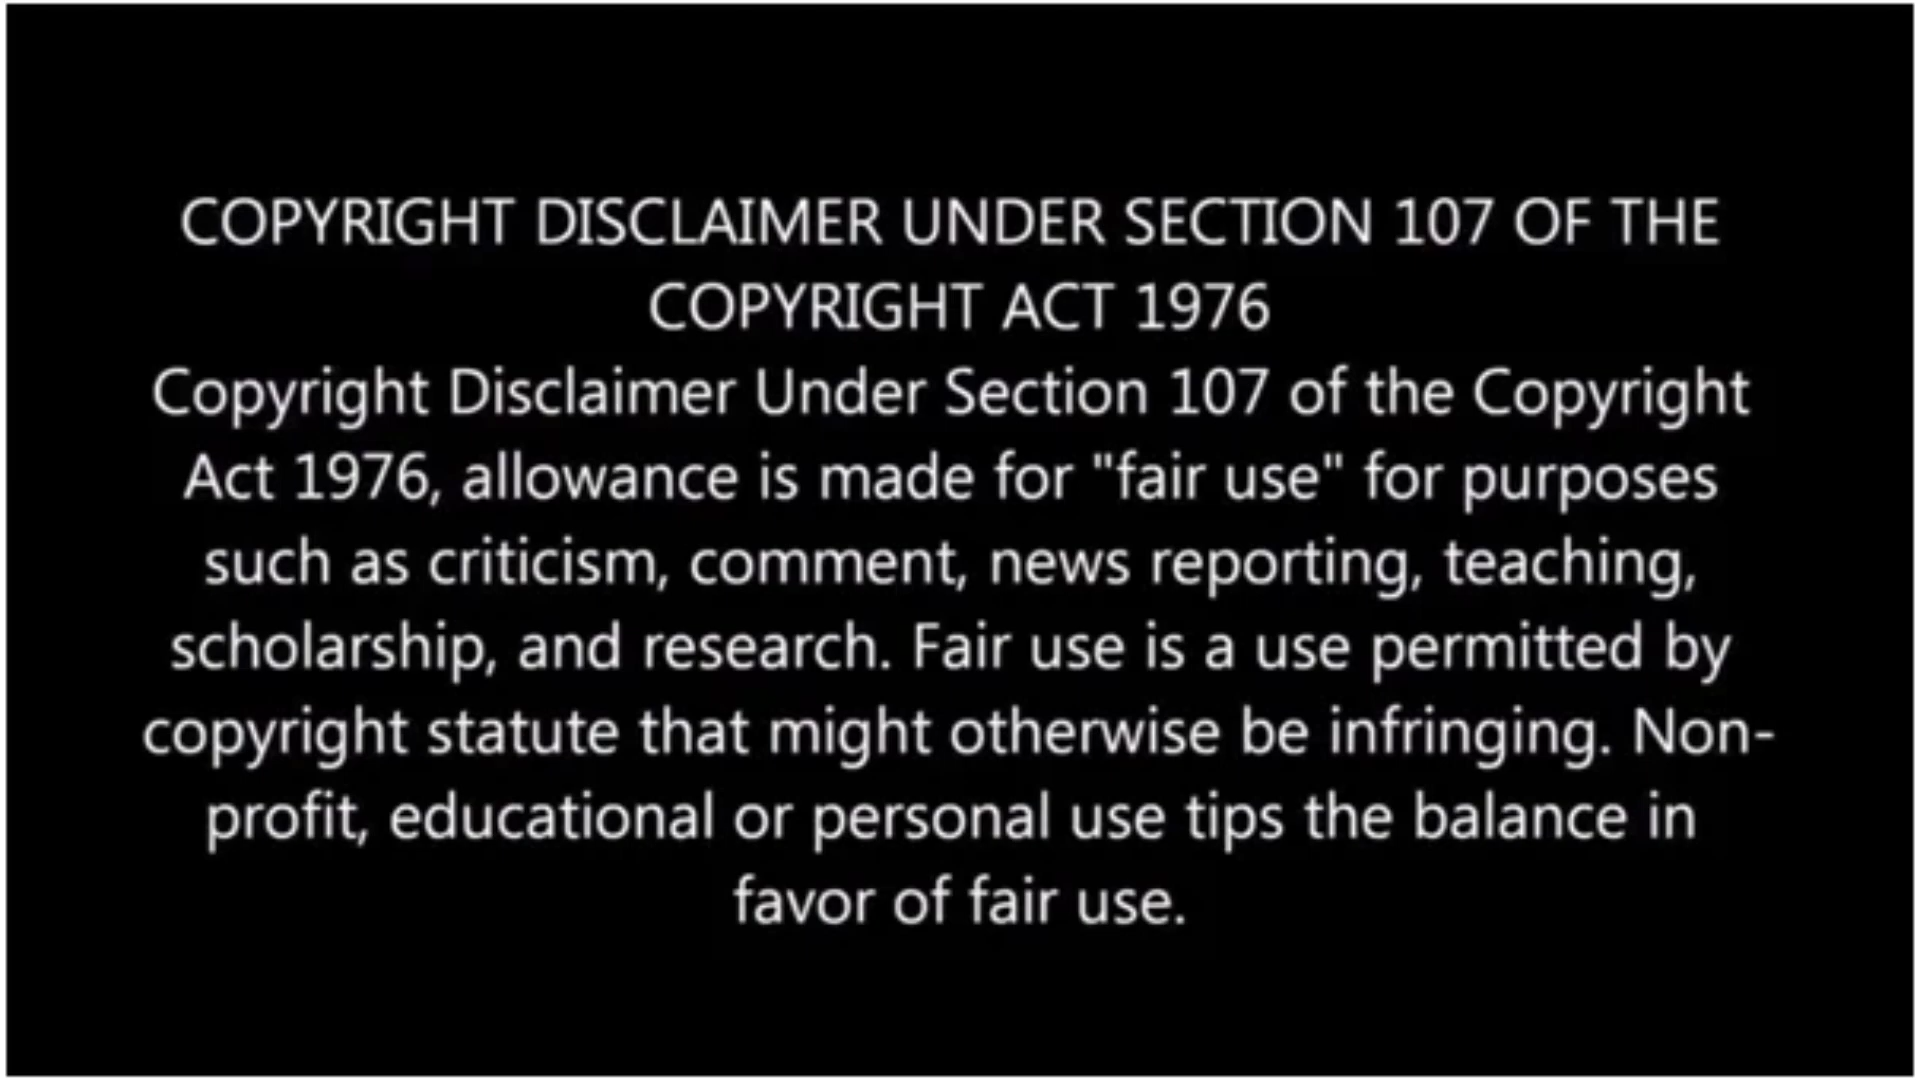 COPYRIGHT DISCLAIMER UNDER SECTION 107 OF THE
COPYRIGHT ACT 1976
Copyright Disclaimer Under Section 107 of the Copyright
Act 1976, allowance is made for "fair use" for purposes
such as criticism, comment, news reporting, teaching,
scholarship, and research. Fair use is a use permitted by
copyright statute that might otherwise be infringing. Non-
profit, educational or personal use tips the balance in
favor of fair use.